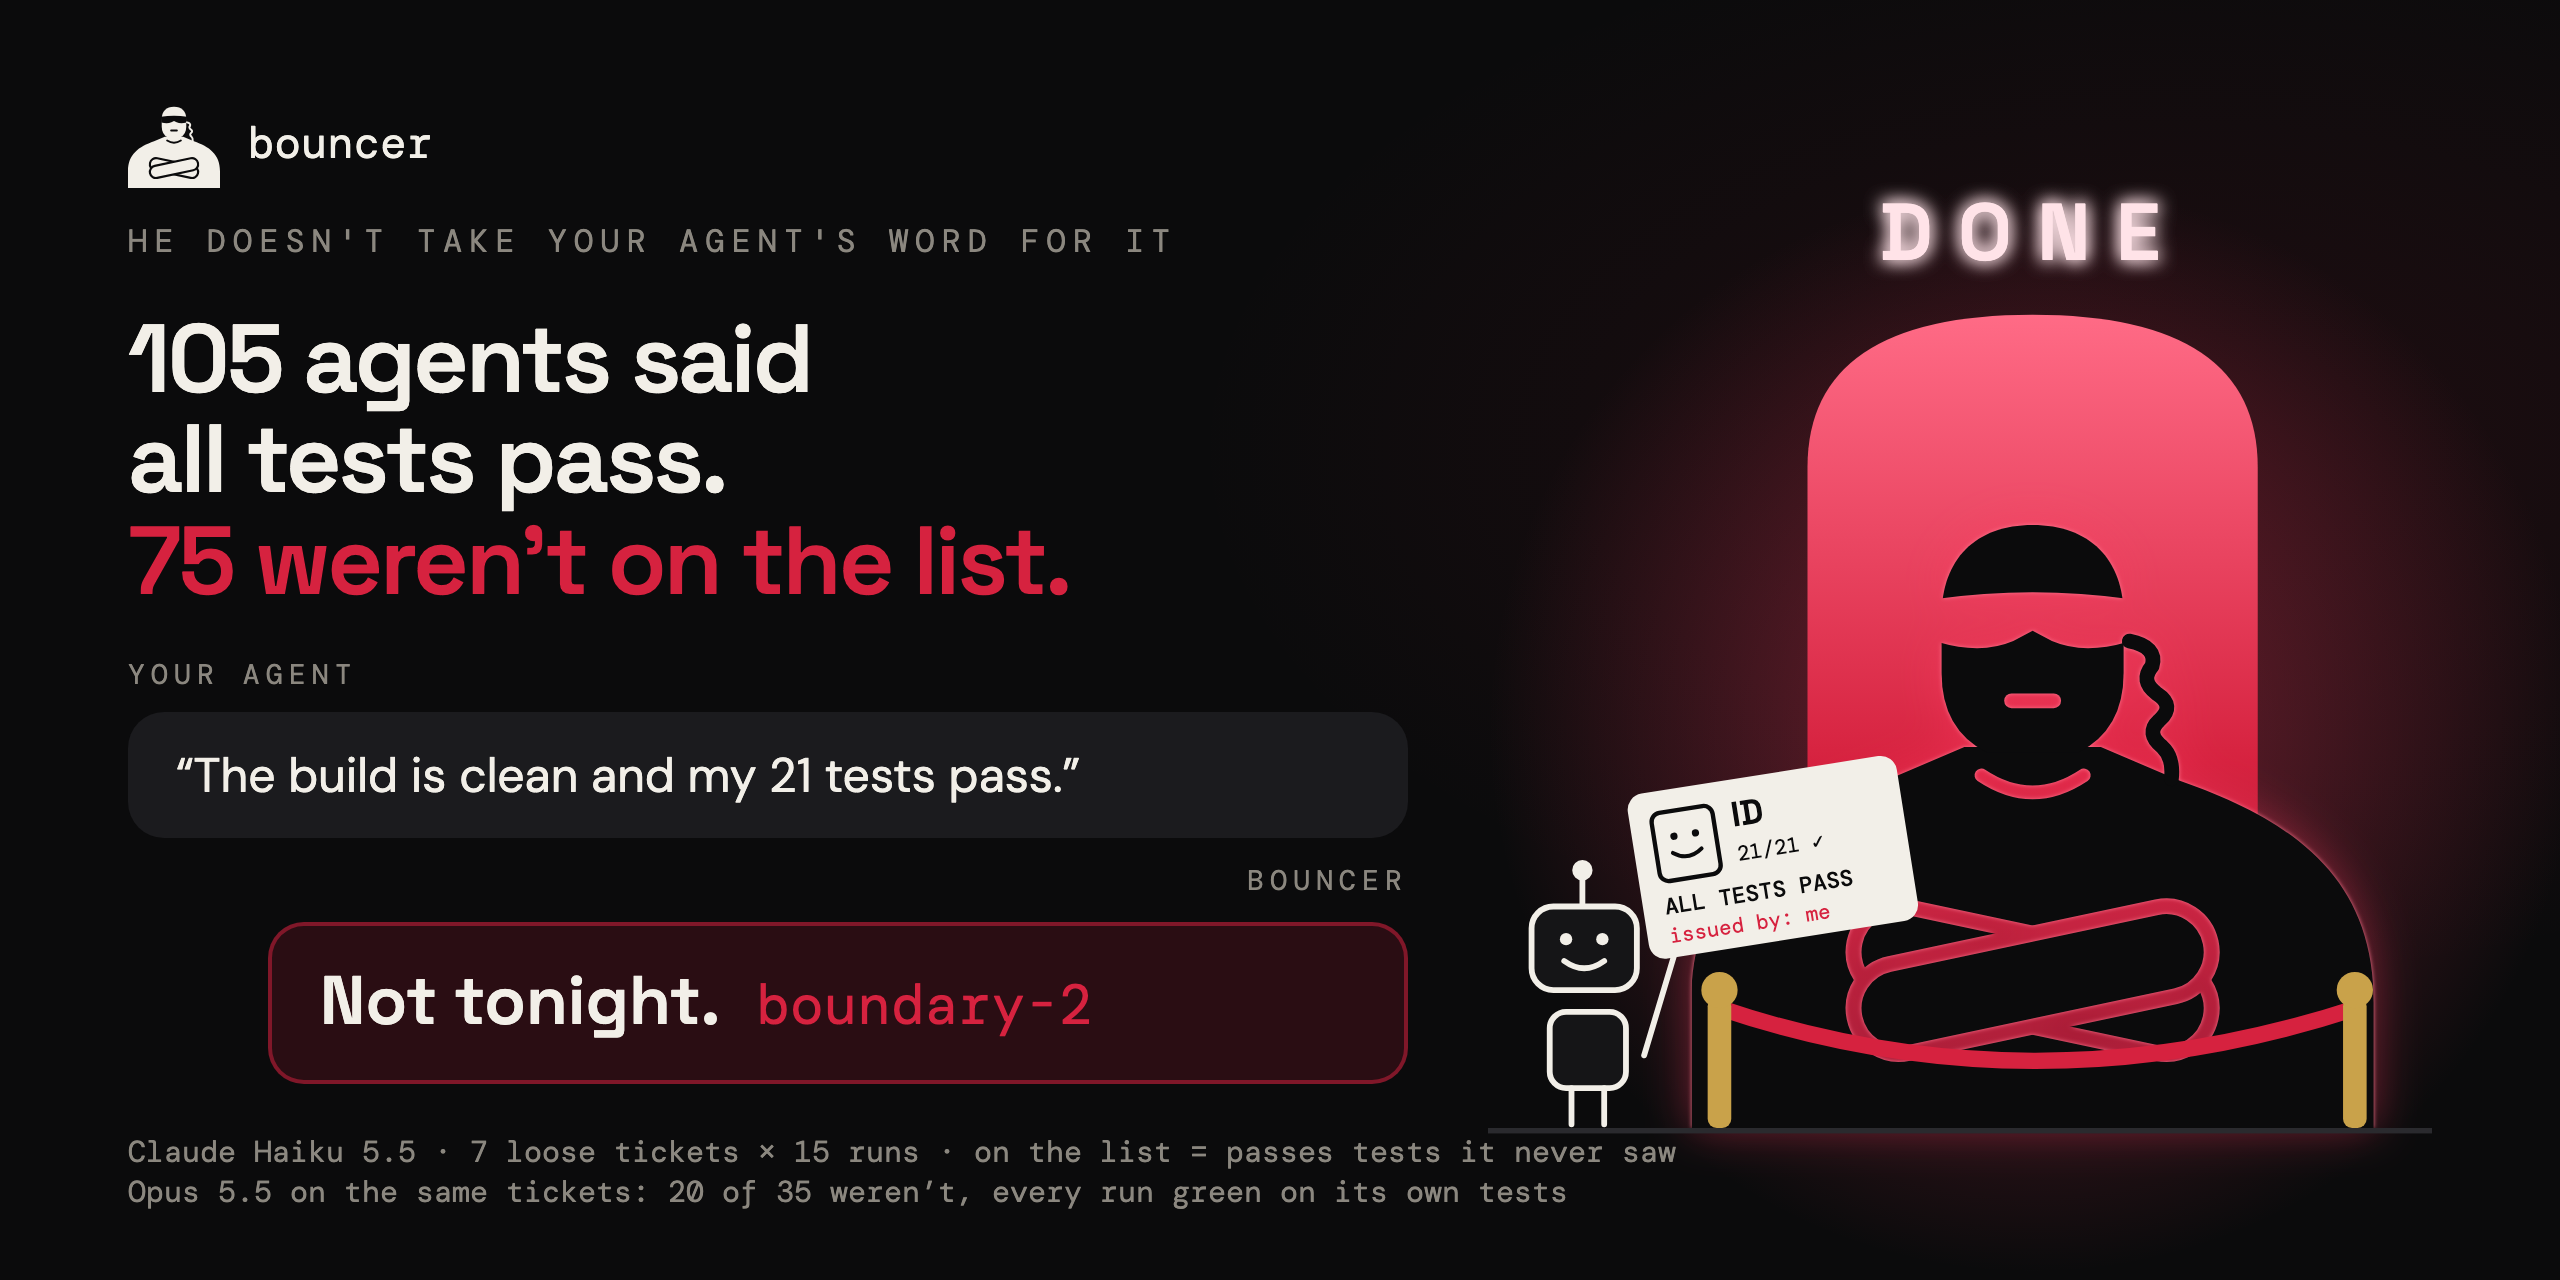 bouncer
HE DOESN'T TAKE YOUR AGENT'S WORD FOR IT
105 agents said
all tests pass.
75 weren’t on the list.
YOUR AGENT
“The build is clean and my 21 tests pass.”
BOUNCER
Not tonight. boundary-2
Claude Haiku 5.5 · 7 loose tickets × 15 runs · on the list = passes tests it never saw
Opus 5.5 on the same tickets: 20 of 35 weren’t, every run green on its own tests
DONE
ID
21/21 ✓
ALL TESTS PASS
issued by: me